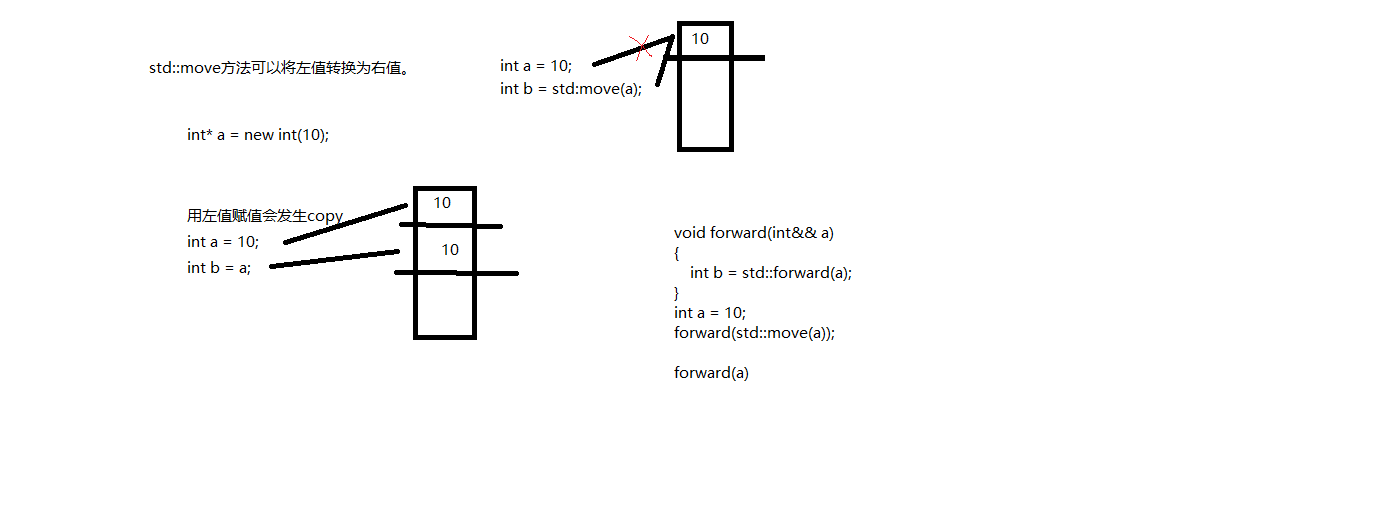 std::move方法可以将左值转换为右值。
int* a = new int(10);
用左值赋值会发生copy
int a = 10;
int b = a;
10
10
int a = 10;
int b = std:move(a);
10
void forward(int&& a)
{
int b = std::forward(a);
}
int a = 10;
forward(std::move(a));
forward(a)